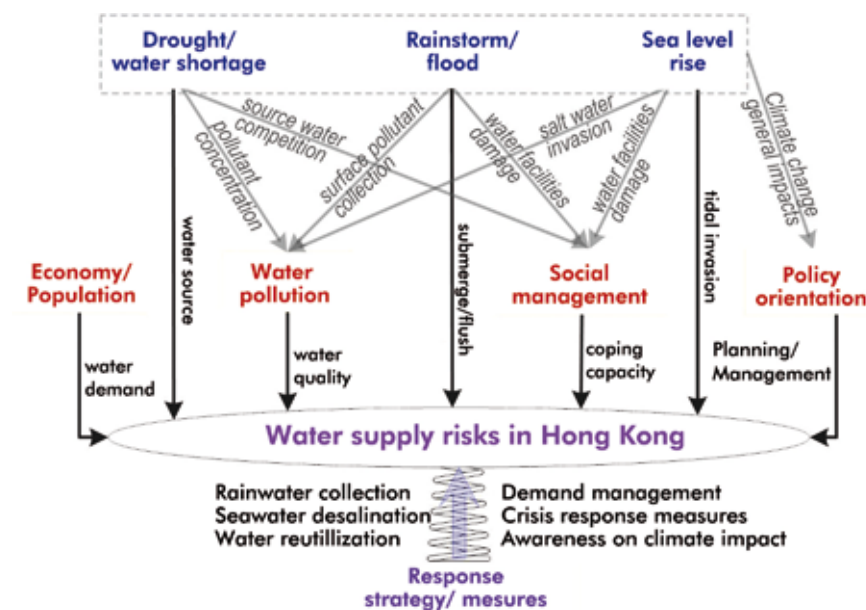 Drought/
water shortage
Rainstorm/
flood
Sea level
rise
source water
competition
pollutant
concentration
surface pollutant
collection
water facilities
damage
salt water
invasion
water facilities
damage
Climate change
general impacts
water source
submerge/flush
tidal invasion
Economy/
Population
Water
pollution
Social
management
Policy
orientation
water
demand
water
quality
coping
capacity
Planning/
Management
Water supply risks in Hong Kong
Rainwater collection
Seawater desalination
Water reutillization
Demand management
Crisis response measures
Awareness on climate impact
Response
strategy/ mesures